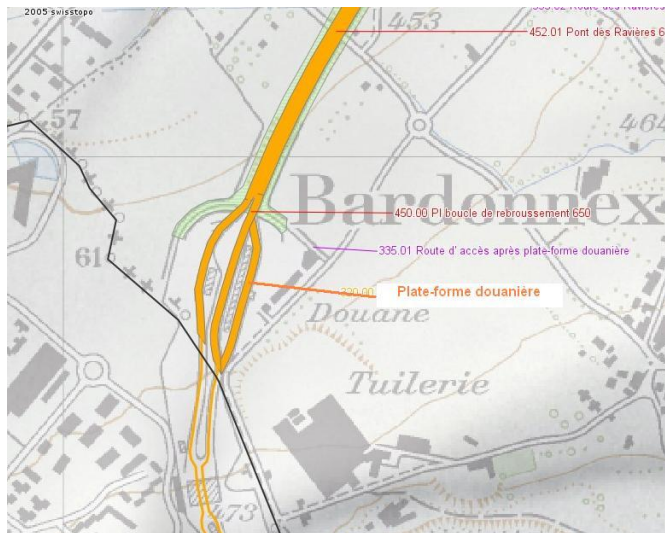 2005 swisstopo
453
452.01 Pont des Ravières 6
57
464
Bardonnex
450.00 PI boucle de rebroussement 650
61
335.01 Route d' accès après plate-forme douanière
Plate-forme douanière
Douane
Tuilerie
473